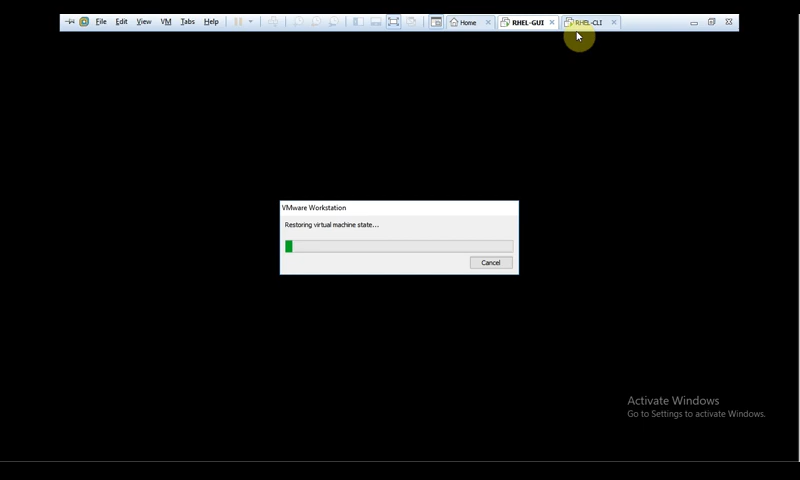 File Edit View VM Tabs Help Home RHEL-GUI RHEL-CLI
VMware Workstation
Restoring virtual machine state...
Cancel
Activate Windows
Go to Settings to activate Windows.